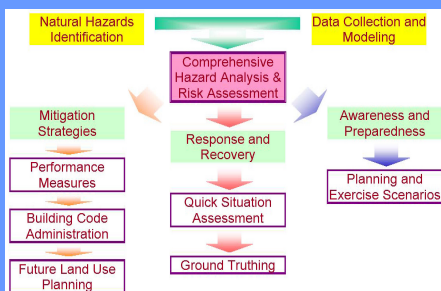 Natural Hazards
Identification
Data Collection and
Modeling
Comprehensive
Hazard Analysis &
Risk Assessment
Mitigation
Strategies
Response and
Recovery
Awareness and
Preparedness
Performance
Measures
Quick Situation
Assessment
Planning and
Exercise Scenarios
Building Code
Administration
Ground Truthing
Future Land Use
Planning